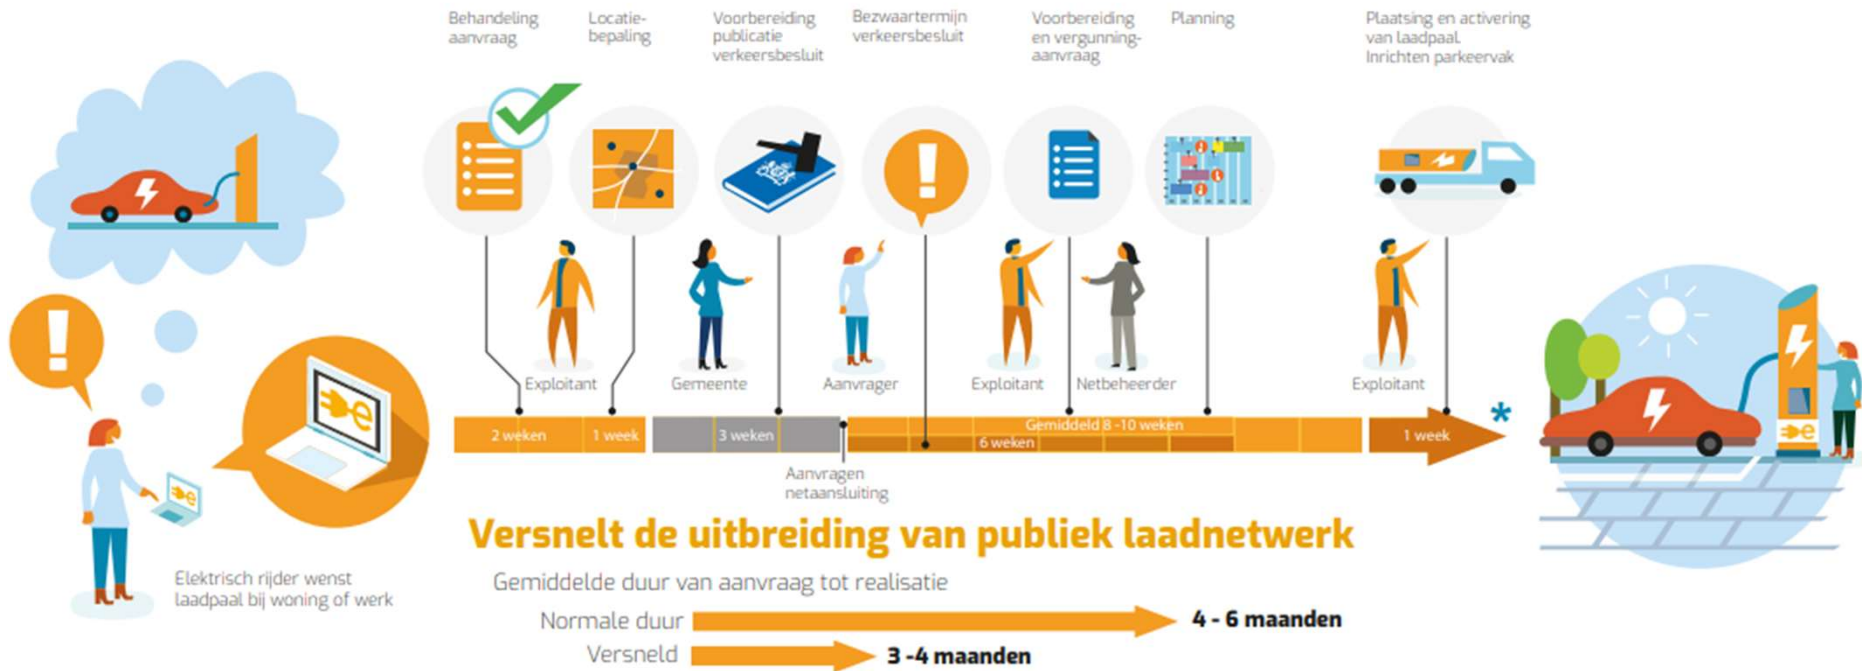 Behandeling
aanvraag
Locatie-
bepaling
Voorbereiding
publicatie
verkeersbesluit
Bezwaartermijn
verkeersbesluit
Voorbereiding
en vergunning-
aanvraag
Planning
Plaatsing en activering
van laadpaal
Inrichten parkeervak
Exploitant
Gemeente
Aanvrager
Exploitant
Netbeheerder
Exploitant
2 weken
1 week
3 weken
Gemiddeld 8 -10 weken
6 weken
1 week
*
Aanvragen
netaansluiting
Versnelt de uitbreiding van publiek laadnetwerk
Gemiddelde duur van aanvraag tot realisatie
Normale duur
4 - 6 maanden
Versneld
3 -4 maanden
Elektrisch rijder wenst
laadpaal bij woning of werk